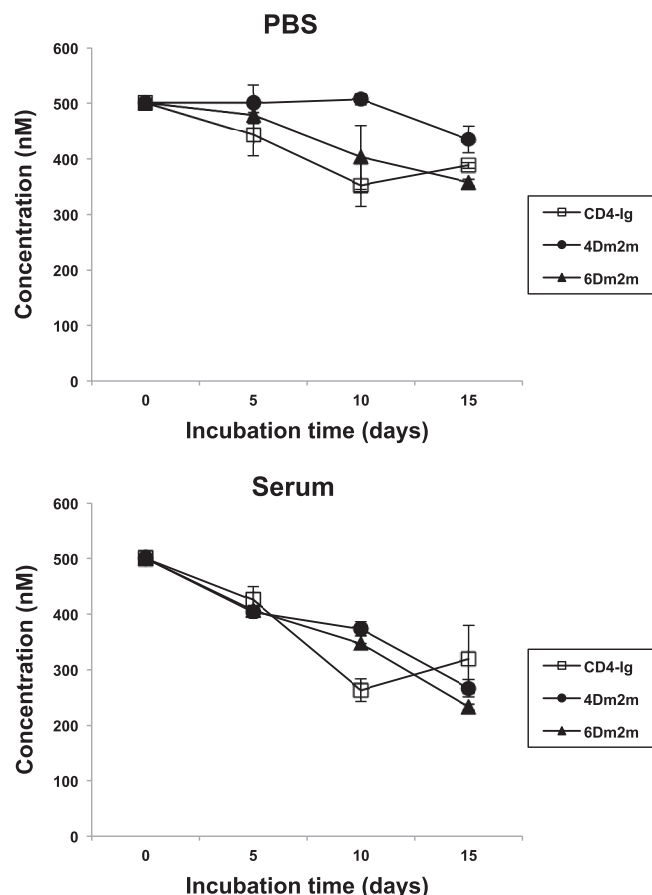 PBS
600
500
400
300
200
100
0
Concentration (nM)
0 5 10 15
Incubation time (days)
CD4-Ig
4Dm2m
6Dm2m
Serum
600
500
400
300
200
100
0
Concentration (nM)
0 5 10 15
Incubation time (days)
CD4-Ig
4Dm2m
6Dm2m